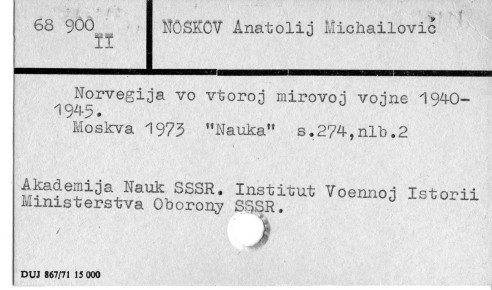 68 900
II
NOSKOV Anatolij Michailovič
Norvegija vo vtoroj mirovoj vojne 1940-
1945.
Moskva 1973 "Nauka" s.274,nlb.2
Akademija Nauk SSSR. Institut Voennoj Istorii
Ministerstva Oborony SSSR.
DUJ 867/71 15 000